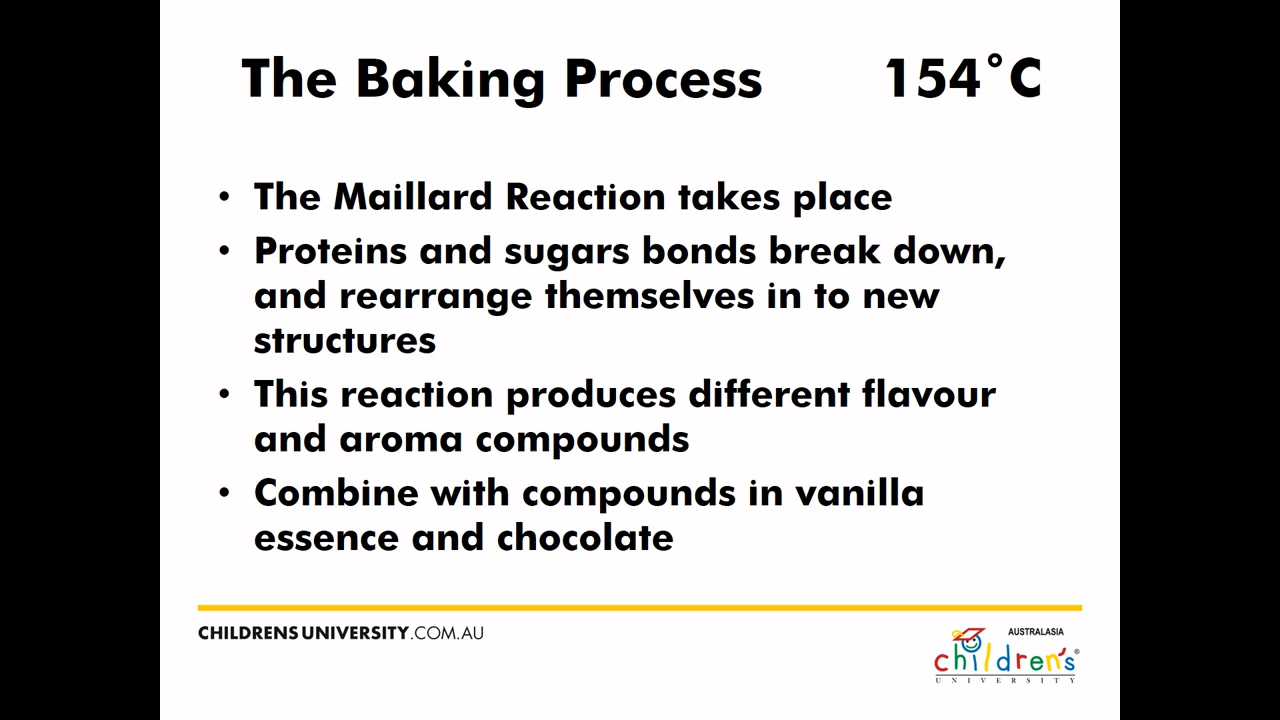 The Baking Process 154°C
• The Maillard Reaction takes place
• Proteins and sugars bonds break down,
and rearrange themselves in to new
structures
• This reaction produces different flavour
and aroma compounds
• Combine with compounds in vanilla
essence and chocolate
CHILDRENS UNIVERSITY.COM.AU
AUSTRALASIA
children's®
UNIVERSITY